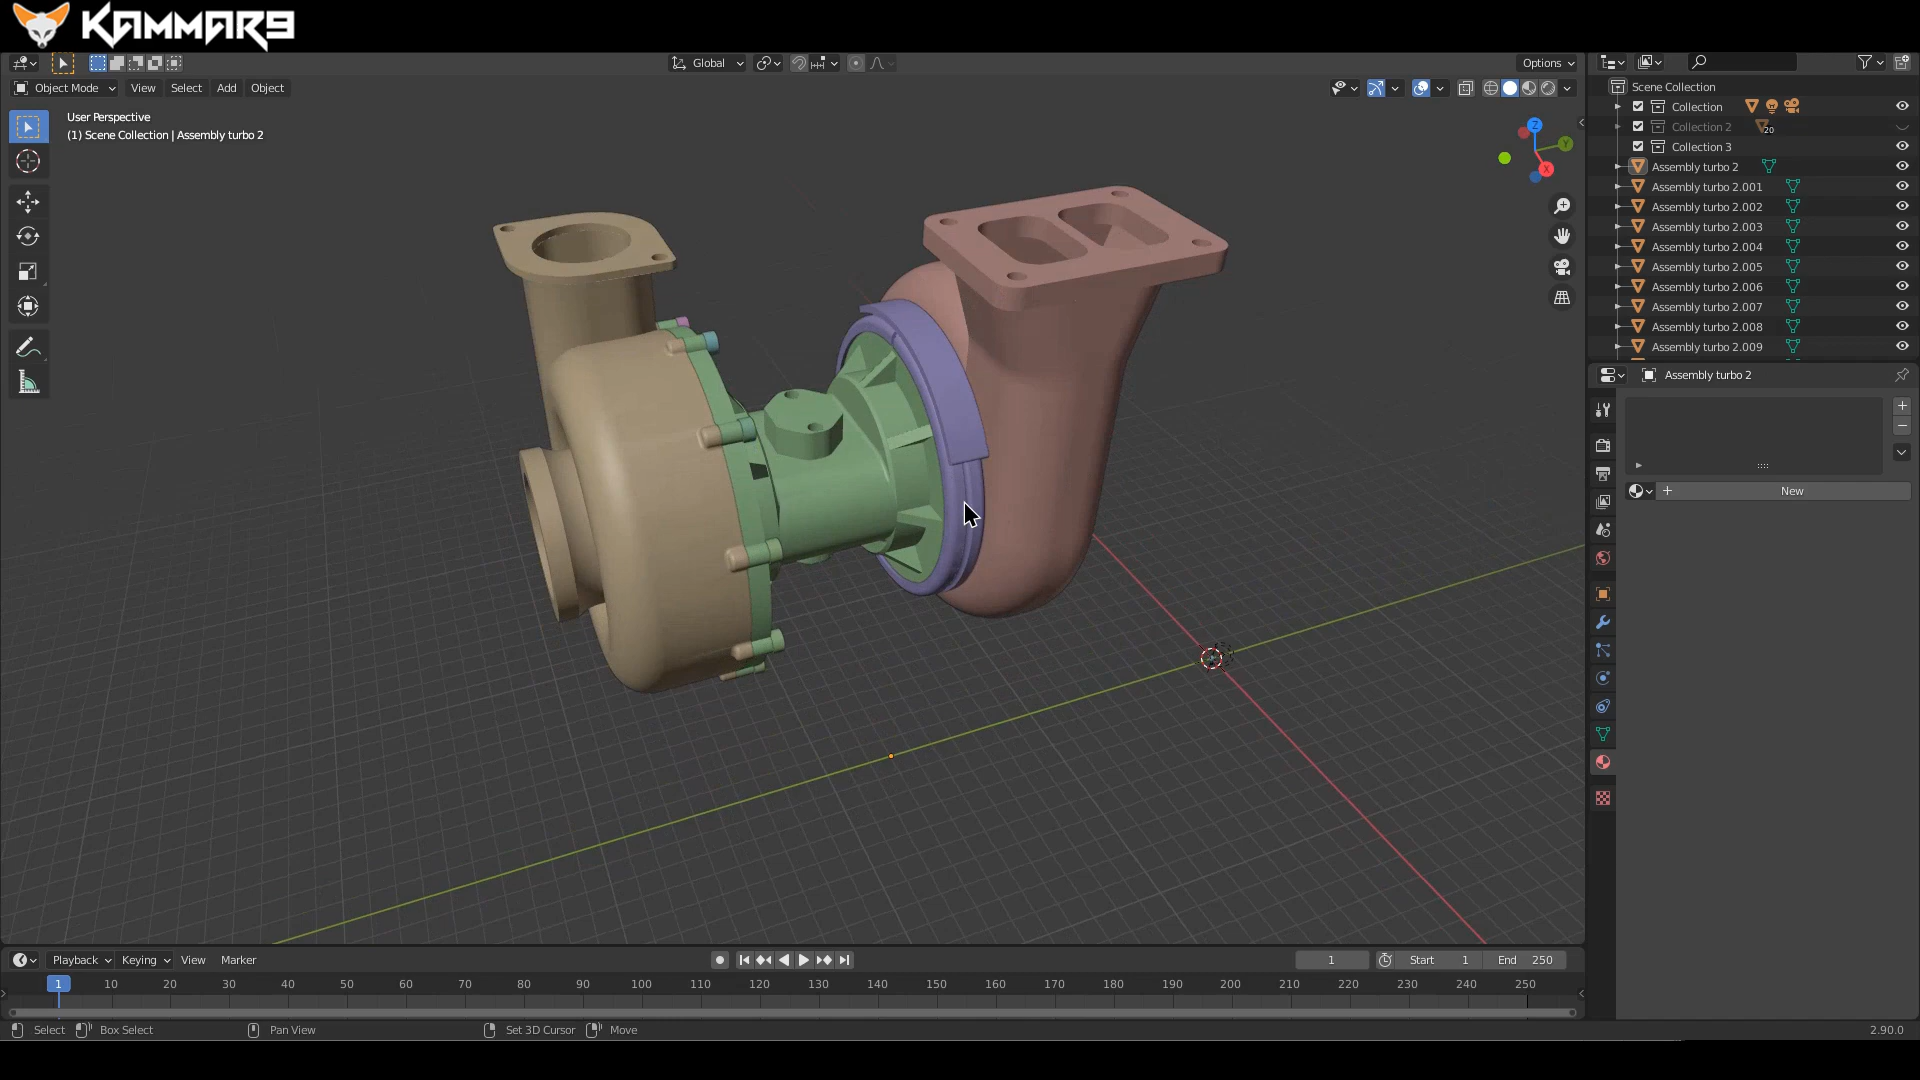 KAMMAR9
Global
Options
Object Mode View Select Add Object
User Perspective
(1) Scene Collection | Assembly turbo 2
Z
Y
X
Scene Collection
Collection
Collection 2 20
Collection 3
Assembly turbo 2
Assembly turbo 2.001
Assembly turbo 2.002
Assembly turbo 2.003
Assembly turbo 2.004
Assembly turbo 2.005
Assembly turbo 2.006
Assembly turbo 2.007
Assembly turbo 2.008
Assembly turbo 2.009
Assembly turbo 2
New
Playback Keying View Marker
1 Start 1 End 250
1 10 20 30 40 50 60 70 80 90 100 110 120 130 140 150 160 170 180 190 200 210 220 230 240 250
Select Box Select Pan View Set 3D Cursor Move 2.90.0